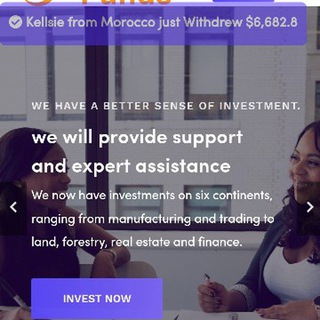 Kellsie from Morocco just Withdrew $6,682.8
WE HAVE A BETTER SENSE OF INVESTMENT.
we will provide support
and expert assistance
We now have investments on six continents,
ranging from manufacturing and trading to
land, forestry, real estate and finance.
INVEST NOW